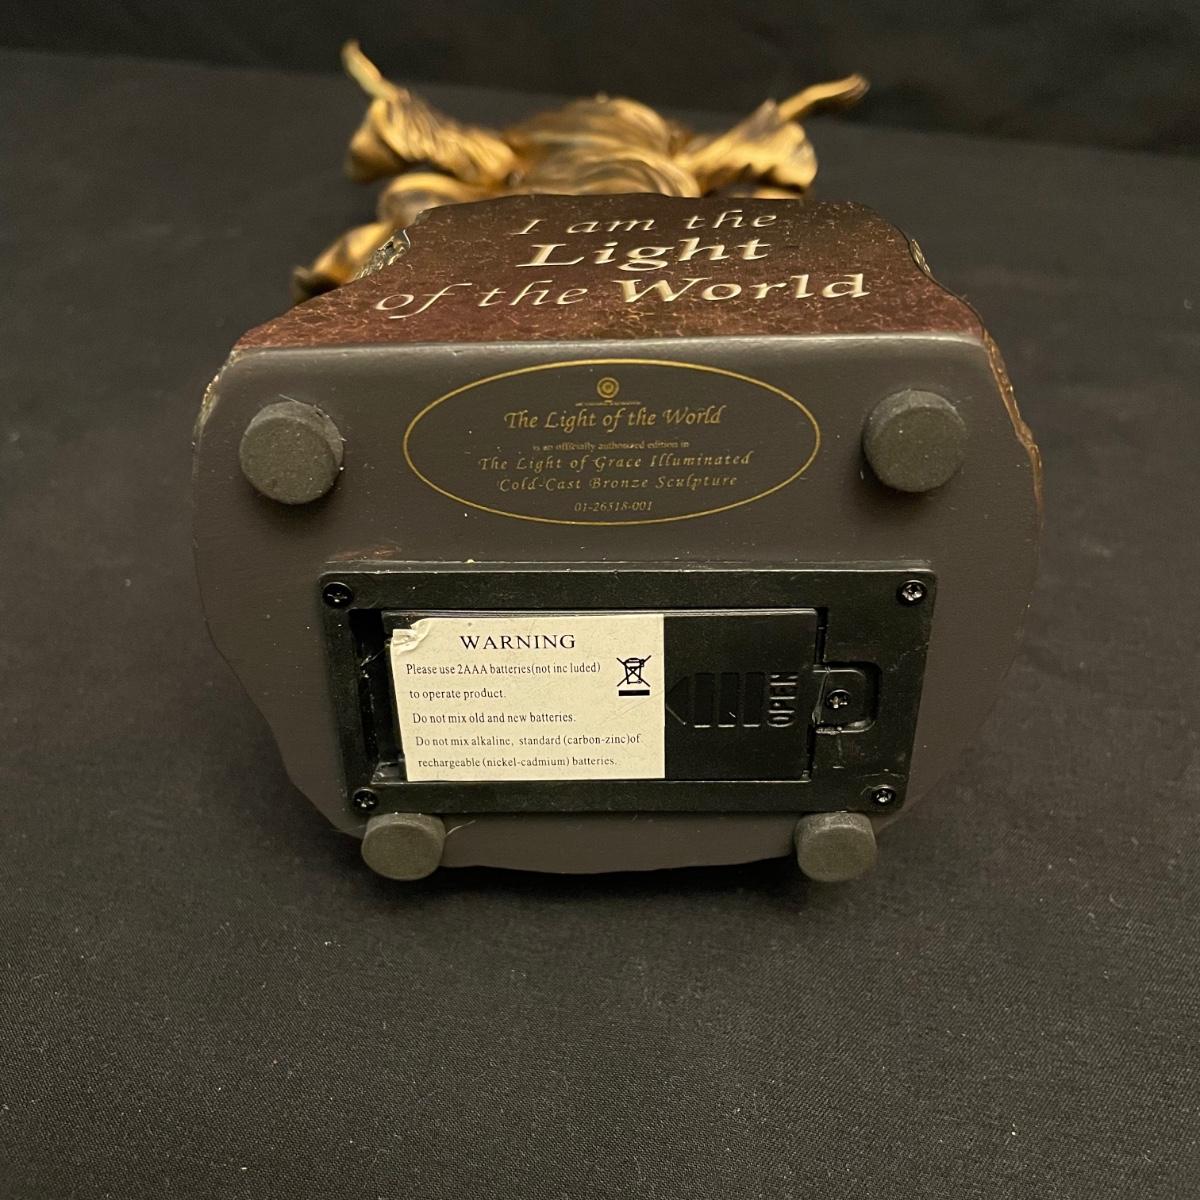 I am the
Light
of the World
The Light of the World
is an officially authorized edition in
The Light of Grace Illuminated
Cold-Cast Bronze Sculpture
01-26518-001
WARNING
Please use 2AAA batteries(not inc luded)
to operate product.
Do not mix old and new batteries.
Do not mix alkaline, standard (carbon-zinc)of
rechargeable (nickel-cadmium) batteries.
OPEN